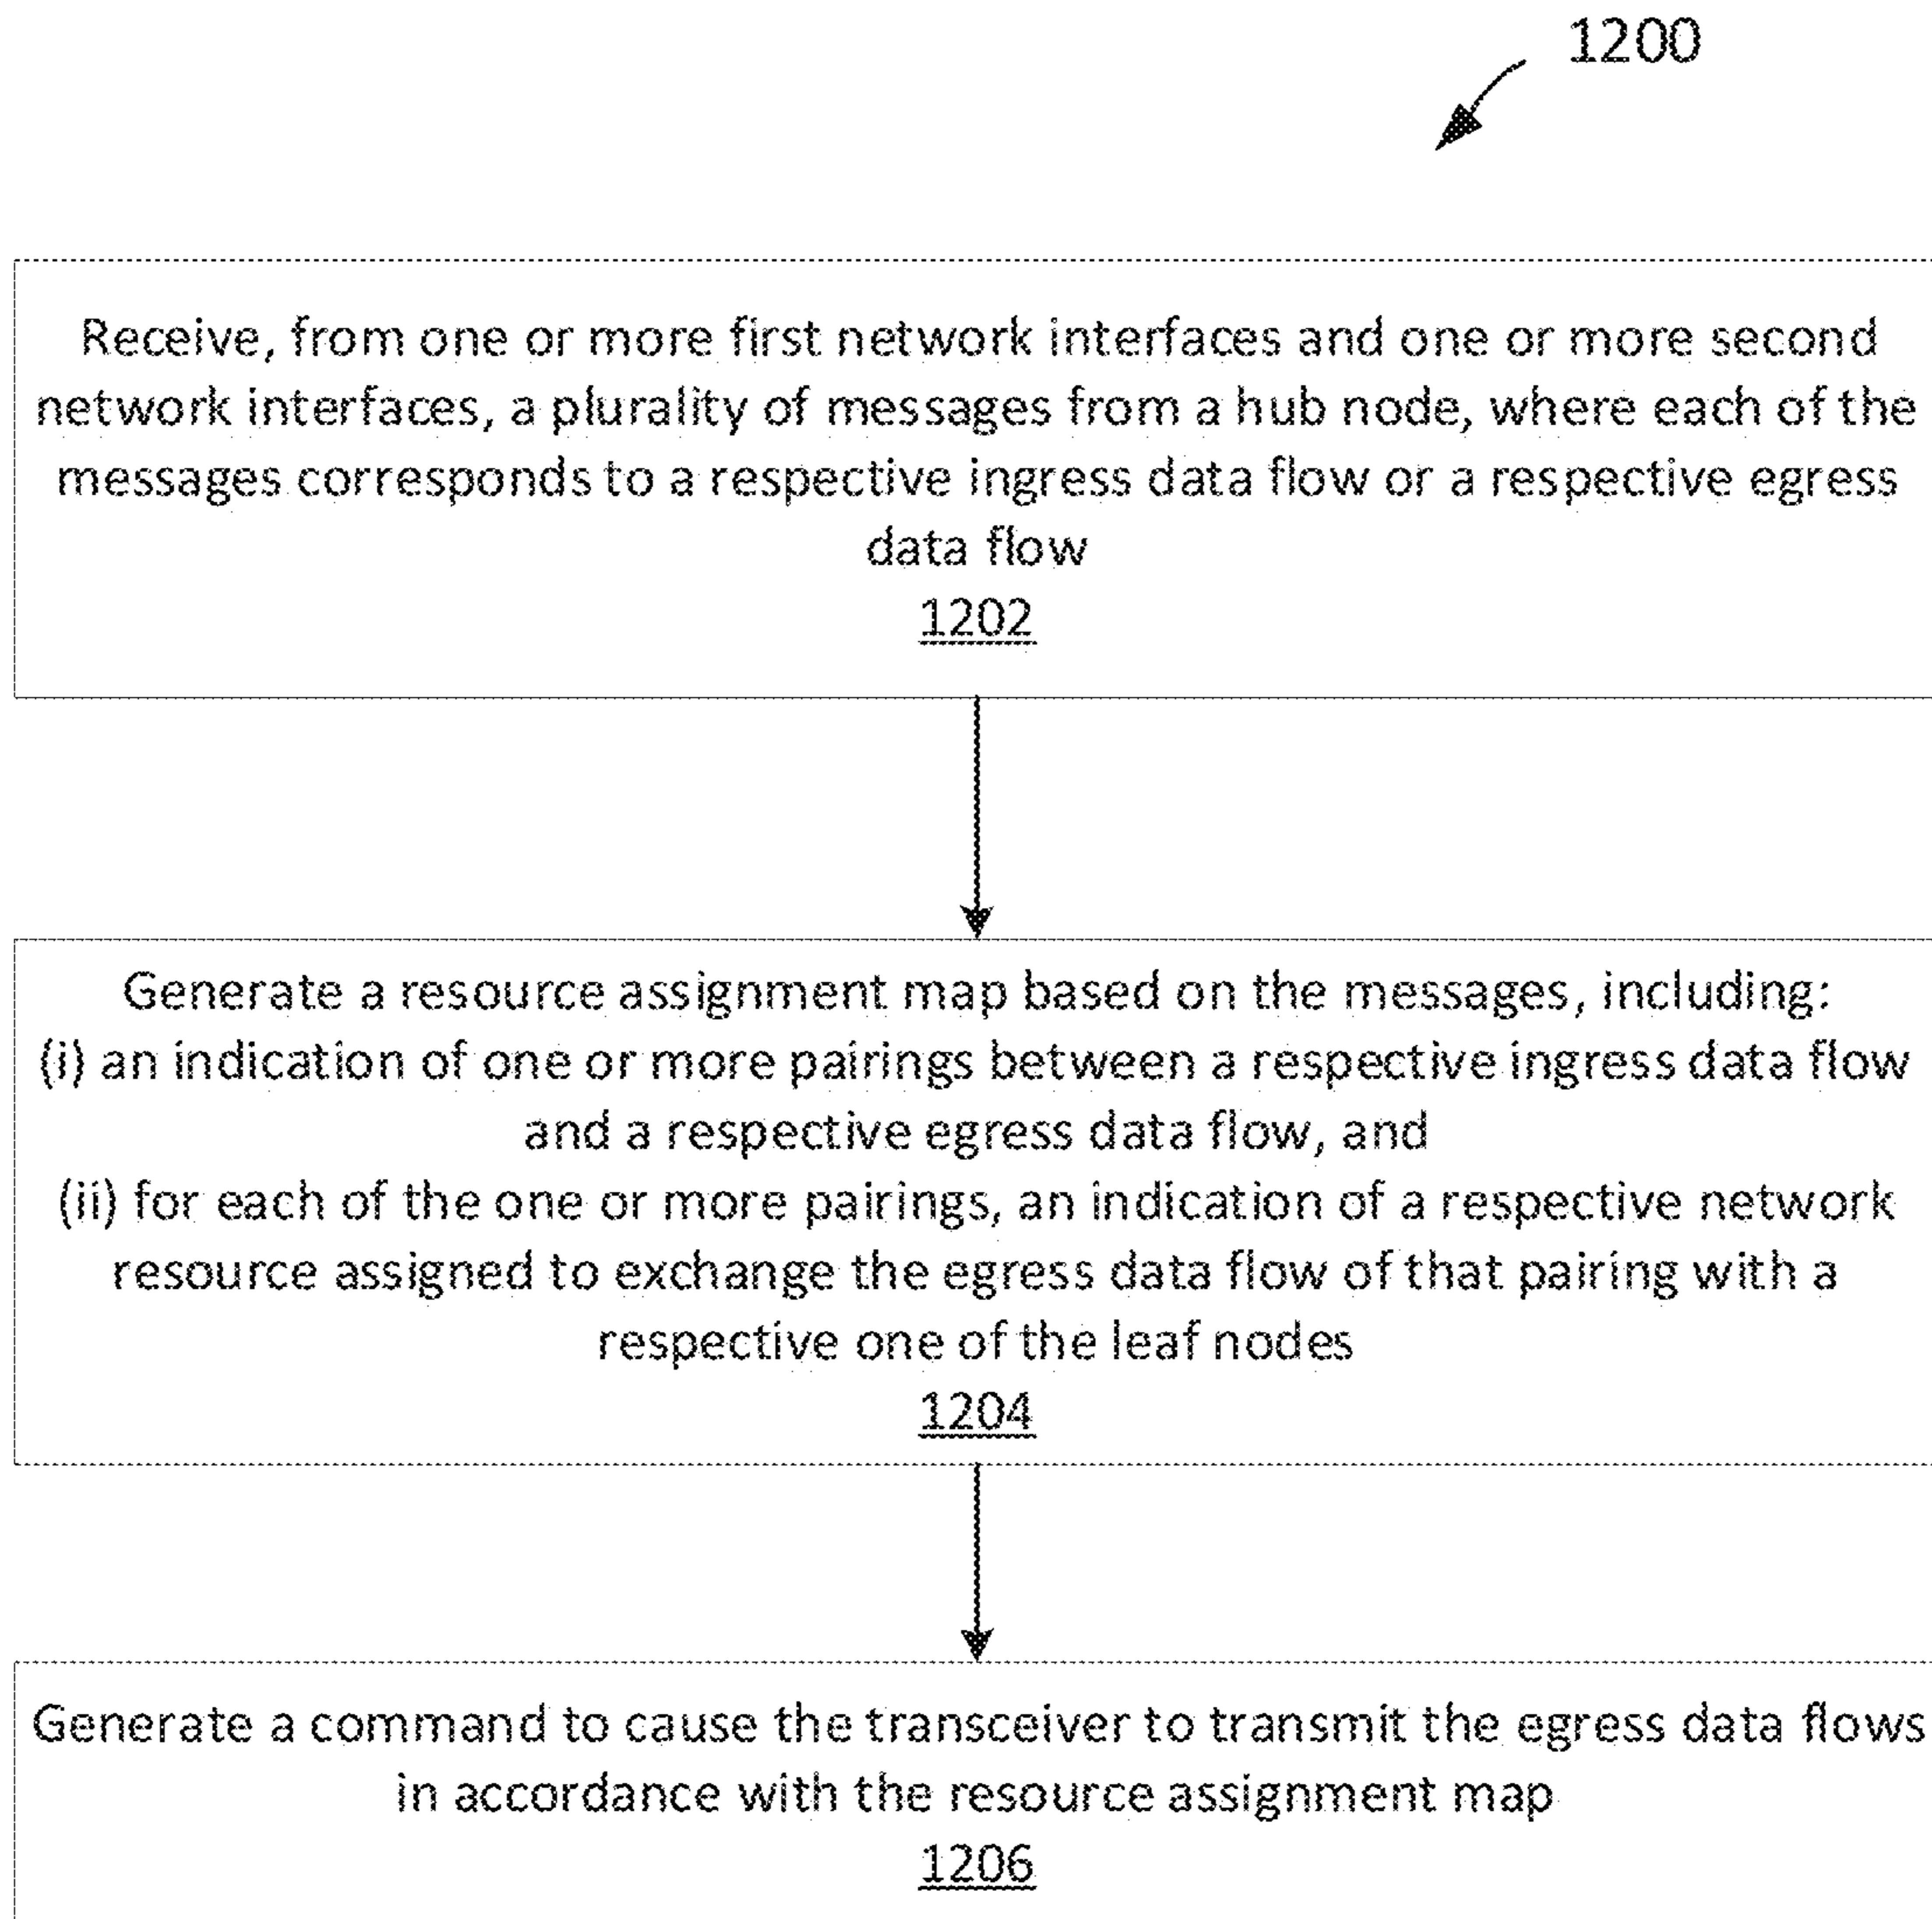 1200
Receive, from one or more first network interfaces and one or more second
network interfaces, a plurality of messages from a hub node, where each of the
messages corresponds to a respective ingress data flow or a respective egress
data flow
1202
Generate a resource assignment map based on the messages, including:
(i) an indication of one or more pairings between a respective ingress data flow
and a respective egress data flow, and
(ii) for each of the one or more pairings, an indication of a respective network
resource assigned to exchange the egress data flow of that pairing with a
respective one of the leaf nodes
1204
Generate a command to cause the transceiver to transmit the egress data flows
in accordance with the resource assignment map
1206